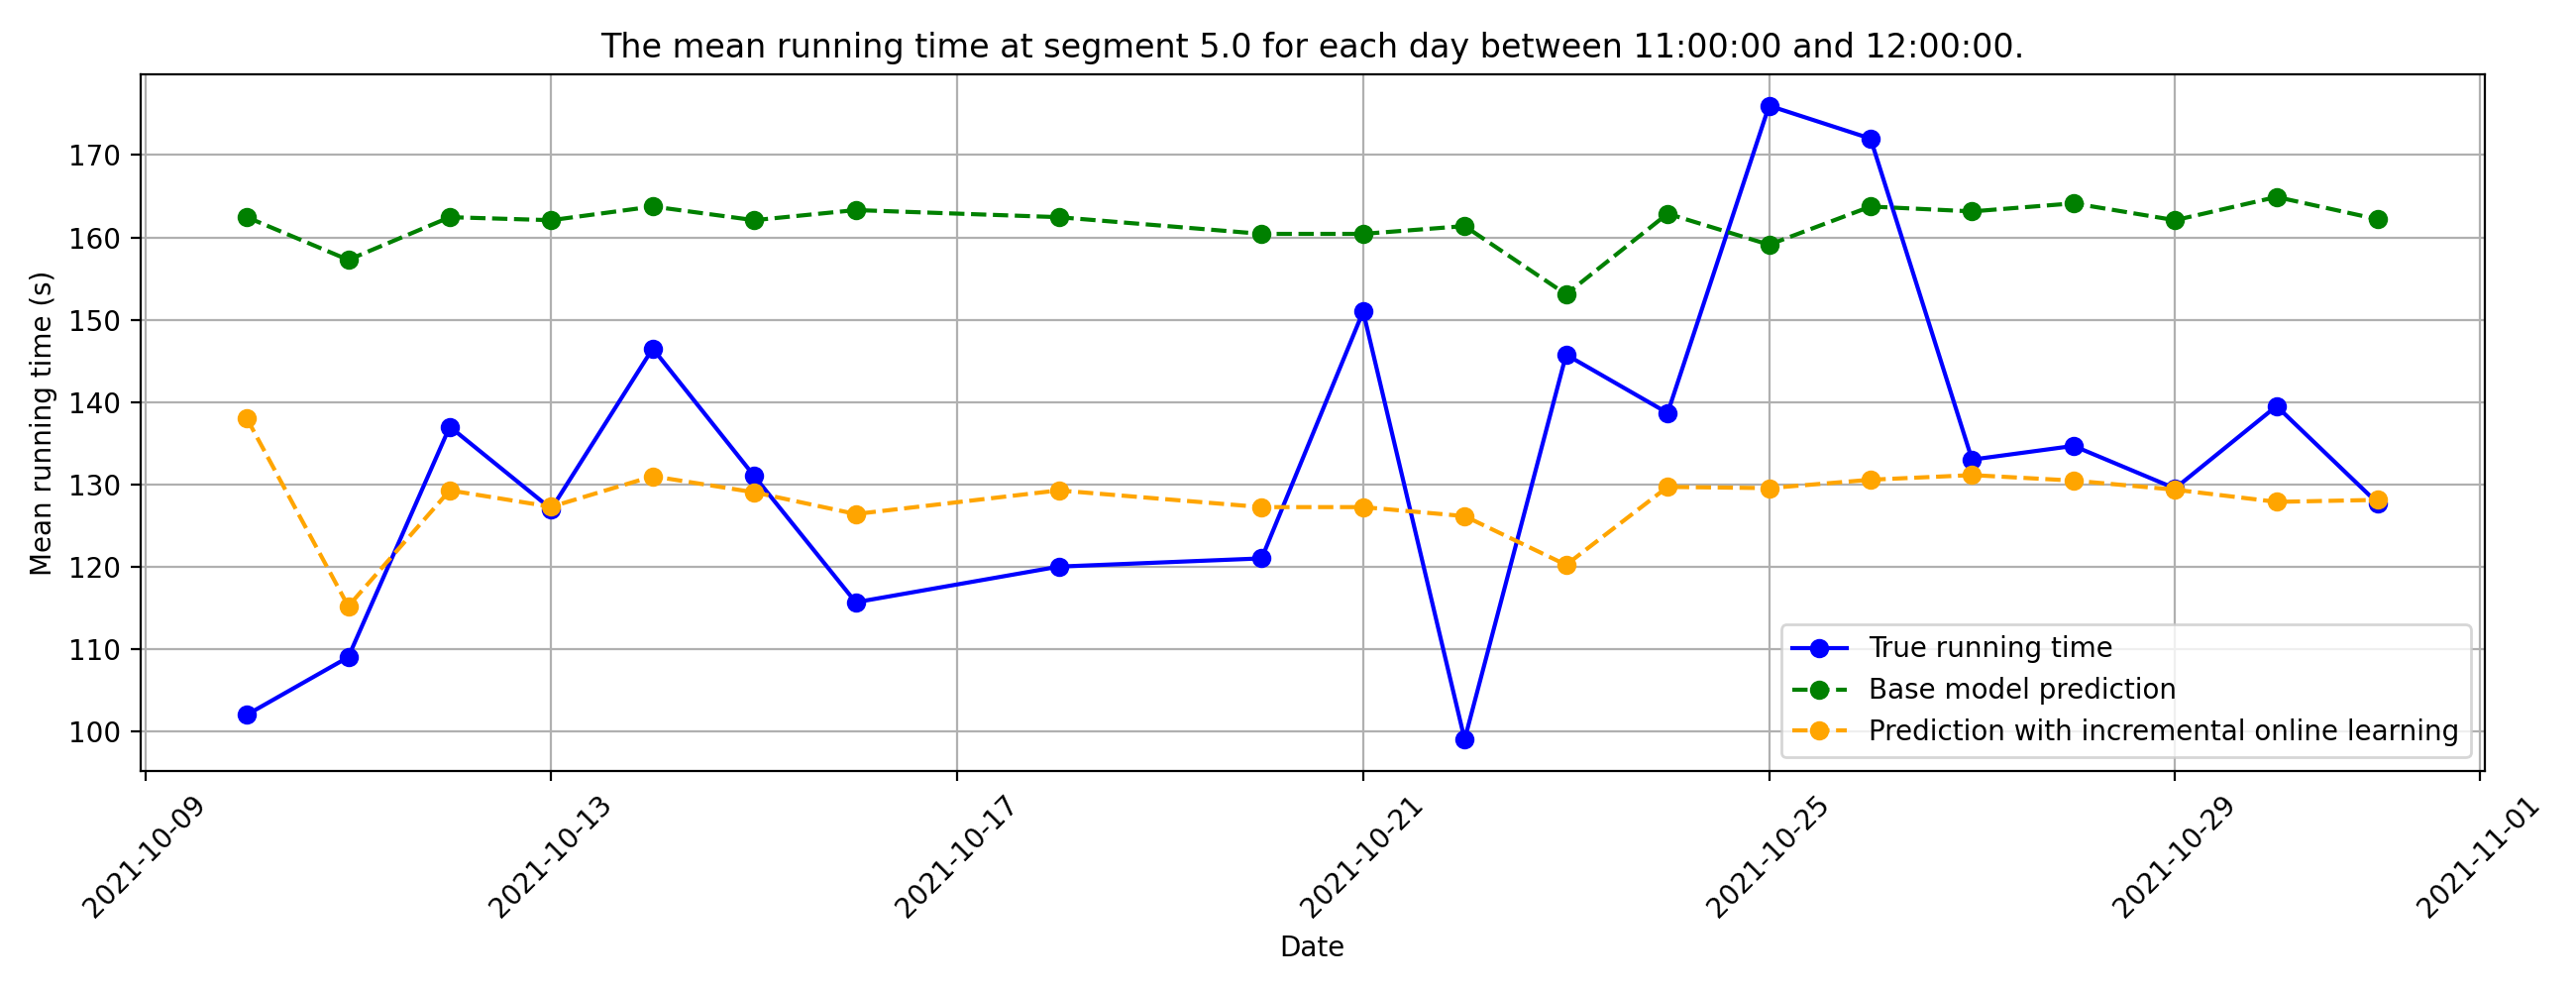 The mean running time at segment 5.0 for each day between 11:00:00 and 12:00:00.
Mean running time (s)
170
160
150
140
130
120
110
100
True running time
Base model prediction
Prediction with incremental online learning
2021-10-09
2021-10-13
2021-10-17
2021-10-21
2021-10-25
2021-10-29
2021-11-01
Date